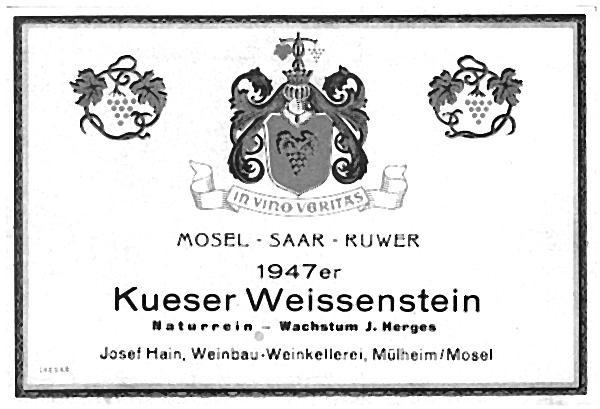 IN VINO VERITAS
MOSEL - SAAR - RUWER
1947er
Kueser Weissenstein
Naturrein – Wachstum J. Herges
Josef Hain, Weinbau-Weinkellerei, Mülheim/Mosel